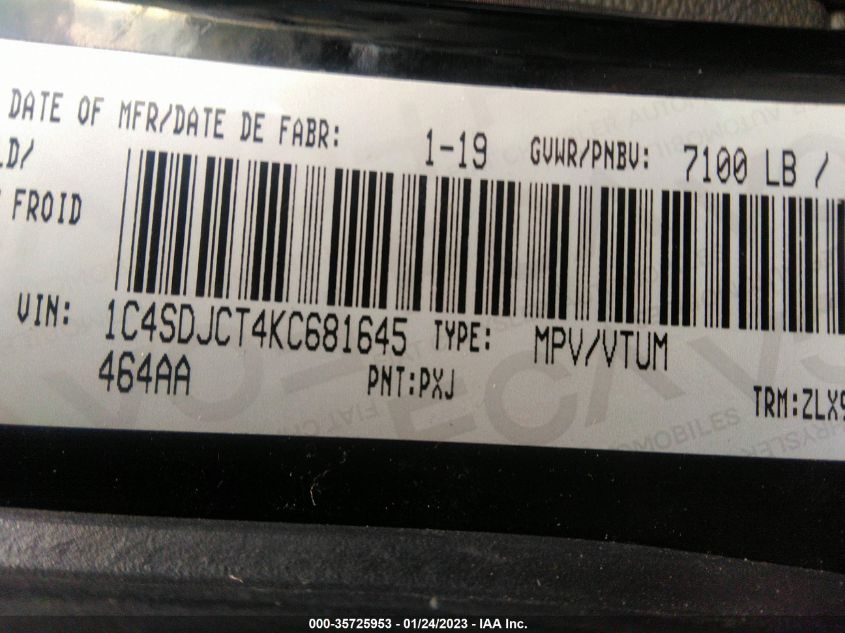 DATE OF MFR/DATE DE FABR: 1-19 GVWR/PNBV: 7100 LB /
LD/
FROID
VIN: 1C4SDJCT4KC681645 TYPE: MPV/VTUM
464AA PNT:PXJ TRM:ZLX9
000-35725953 - 01/24/2023 - IAA Inc.